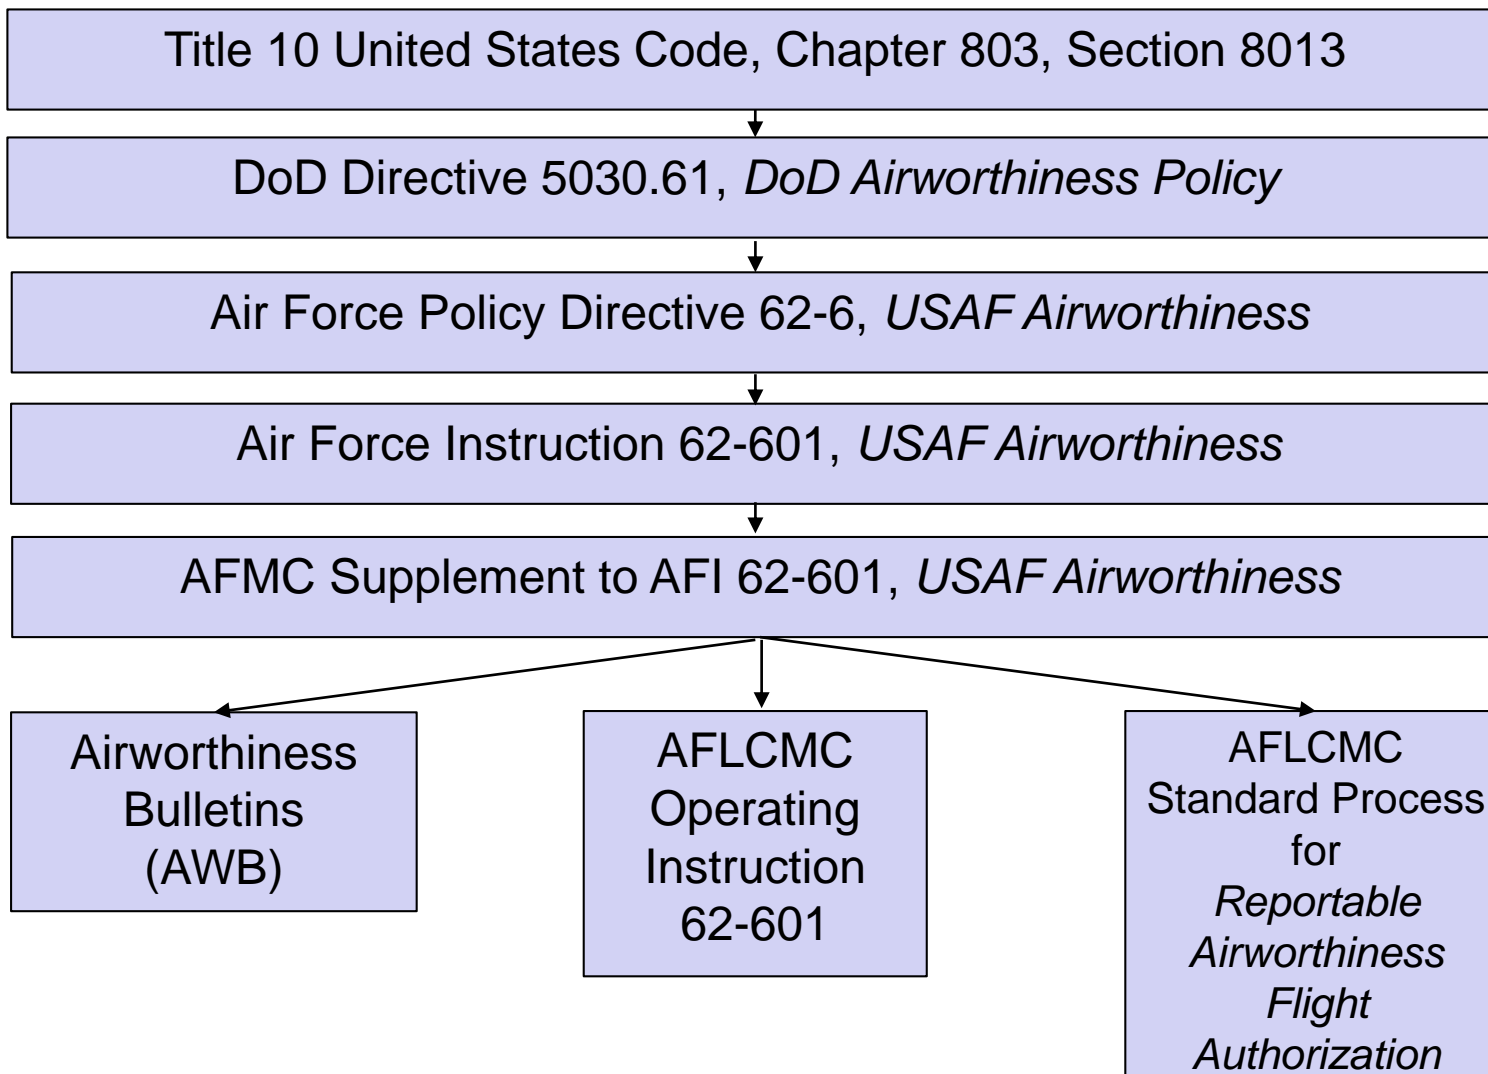 Title 10 United States Code, Chapter 803, Section 8013
DoD Directive 5030.61, DoD Airworthiness Policy
Air Force Policy Directive 62-6, USAF Airworthiness
Air Force Instruction 62-601, USAF Airworthiness
AFMC Supplement to AFI 62-601, USAF Airworthiness
Airworthiness
Bulletins
(AWB)
AFLCMC
Operating
Instruction
62-601
AFLCMC
Standard Process
for
Reportable
Airworthiness
Flight
Authorization